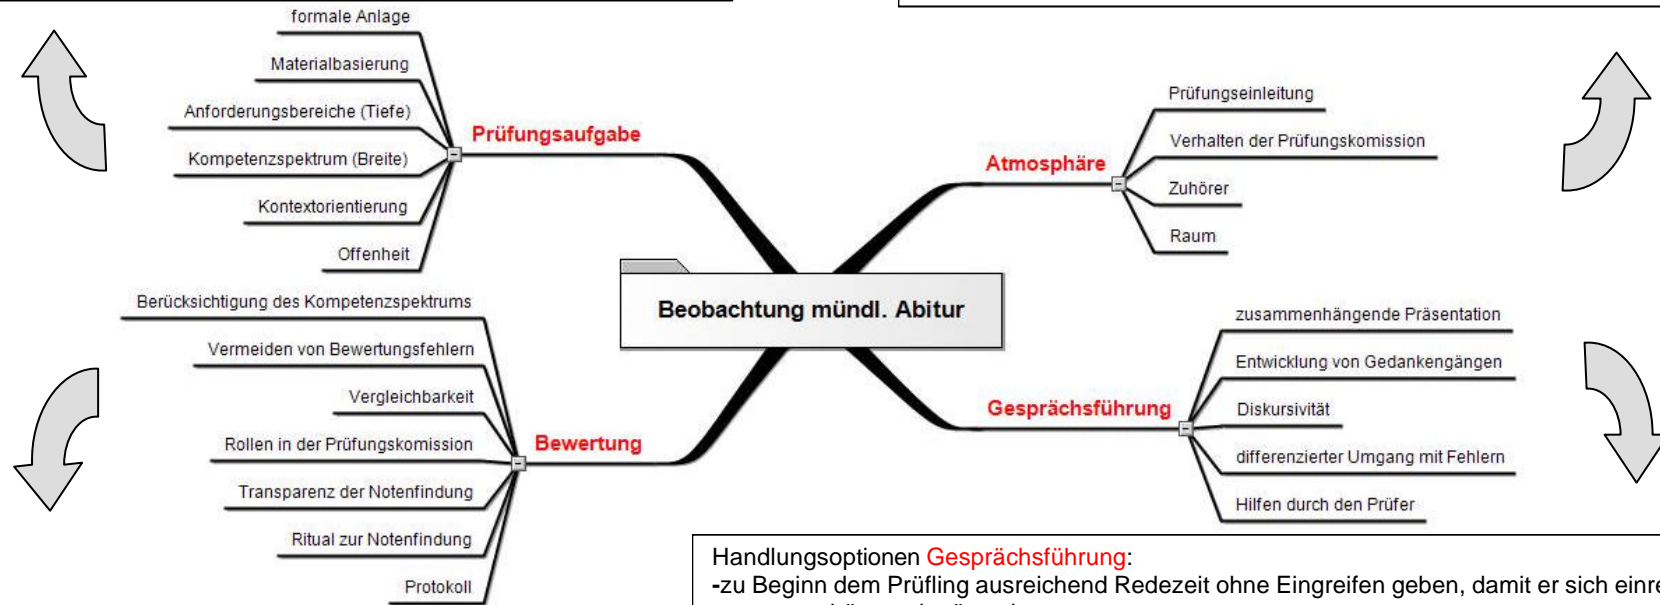 formale Anlage
Materialbasierung
Anforderungsbereiche (Tiefe)
Kompetenzspektrum (Breite)
Kontextorientierung
Offenheit
Prüfungsaufgabe
Prüfungseinleitung
Verhalten der Prüfungskomission
Zuhörer
Raum
Atmosphäre
Beobachtung mündl. Abitur
Berücksichtigung des Kompetenzspektrums
Vermeiden von Bewertungsfehlern
Vergleichbarkeit
Rollen in der Prüfungskomission
Transparenz der Notenfindung
Ritual zur Notenfindung
Protokoll
Bewertung
zusammenhängende Präsentation
Entwicklung von Gedankengängen
Diskursivität
differenzierter Umgang mit Fehlern
Hilfen durch den Prüfer
Gesprächsführung
Handlungsoptionen Gesprächsführung:
-zu Beginn dem Prüfling ausreichend Redezeit ohne Eingreifen geben, damit er sich